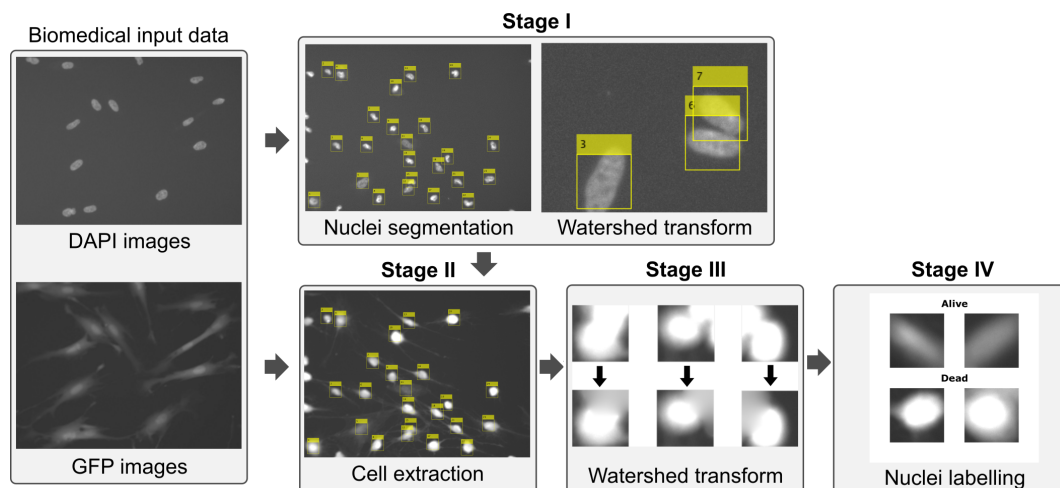 Stage I
Biomedical input data
7
6
3
DAPI images
Nuclei segmentation
Watershed transform
Stage II
Stage III
Stage IV
Alive
Dead
GFP images
Cell extraction
Watershed transform
Nuclei labelling